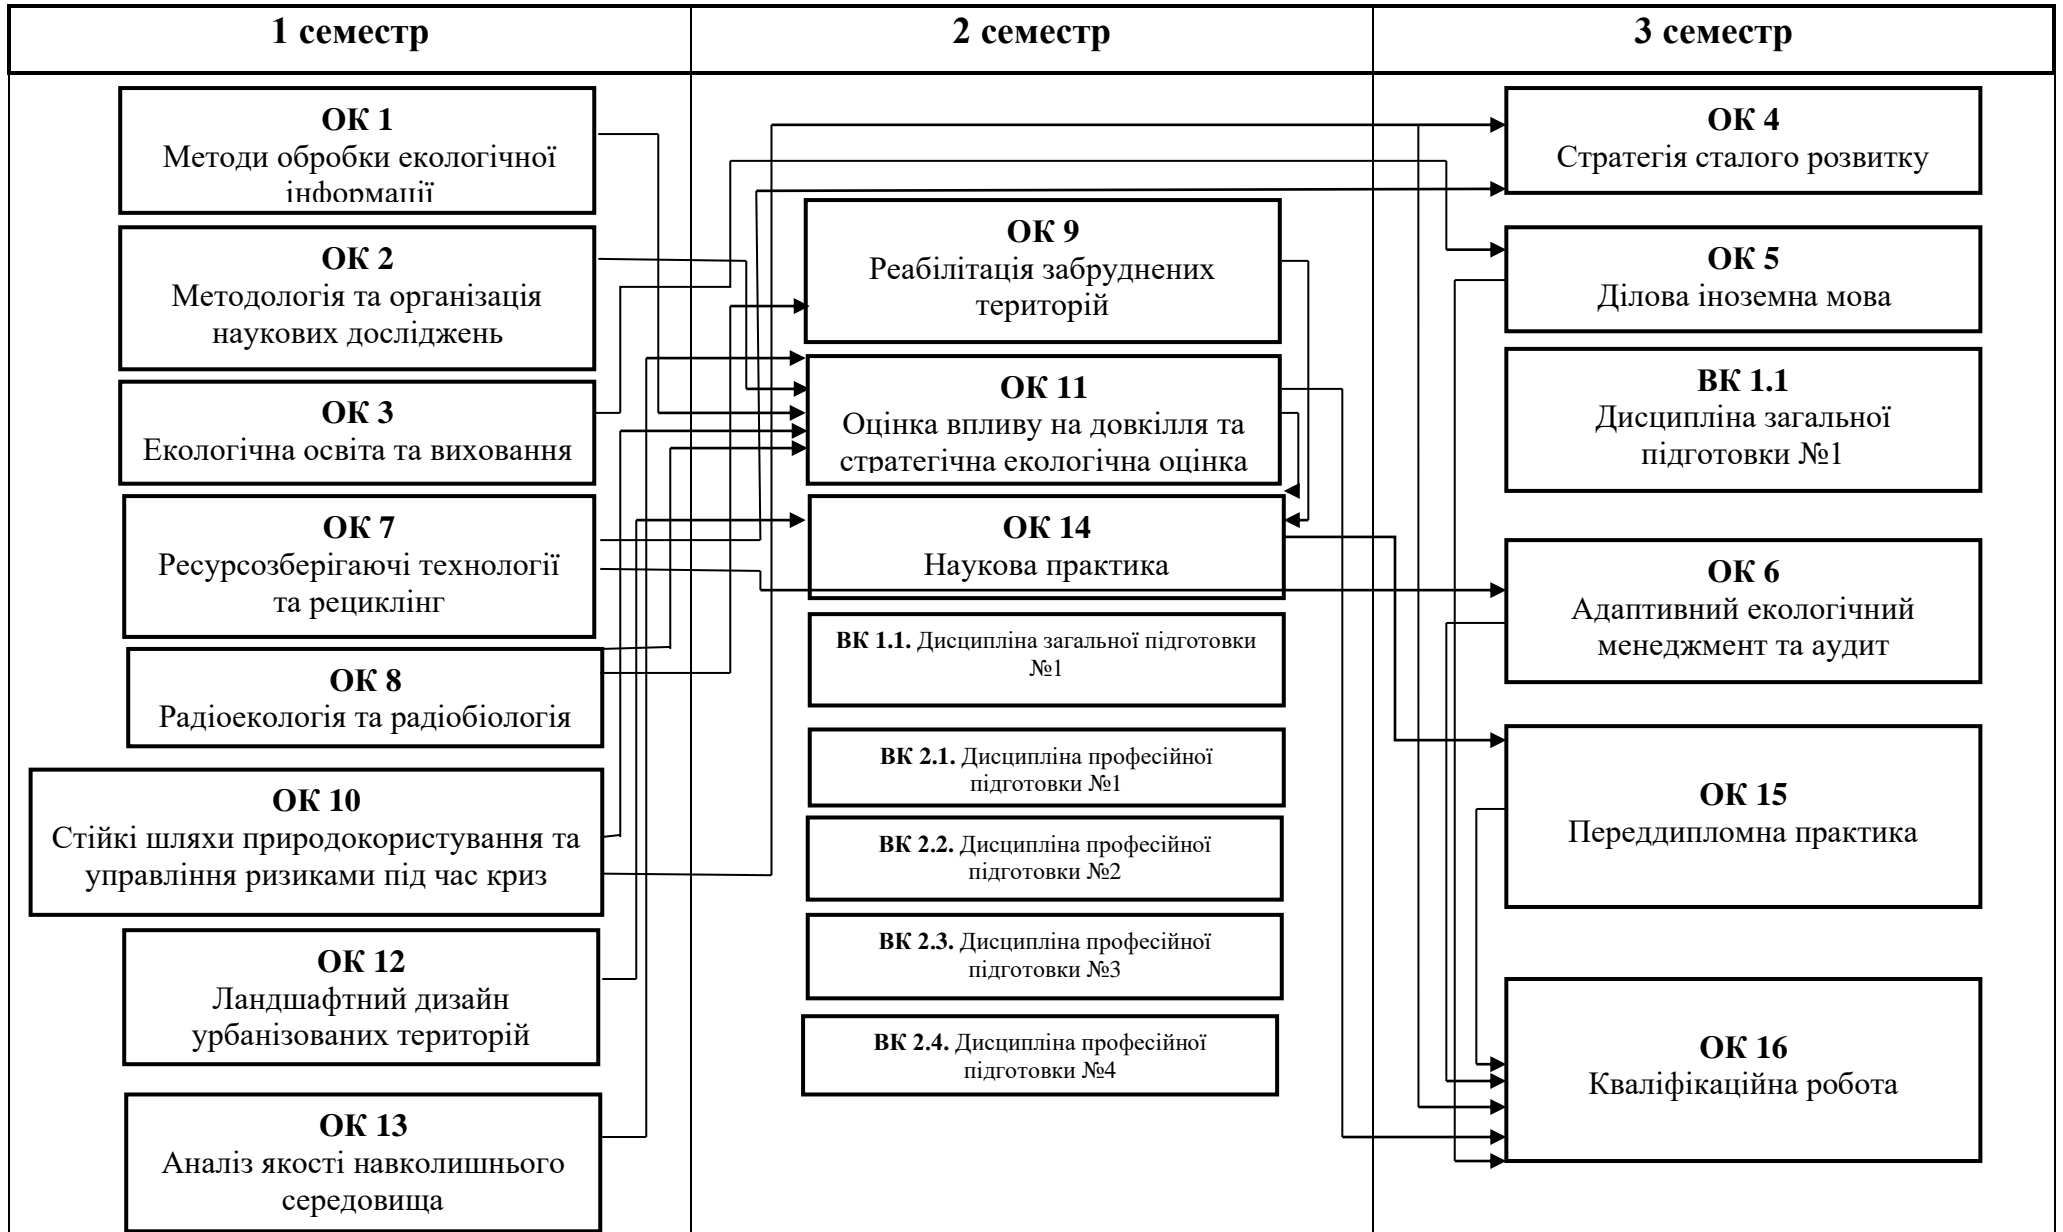 1 семестр
2 семестр
3 семестр
ОК 1
Методи обробки екологічної
інформації
ОК 2
Методологія та організація
наукових досліджень
ОК 3
Екологічна освіта та виховання
ОК 7
Ресурсозберігаючі технології
та рециклінг
ОК 8
Радіоекологія та радіобіологія
ОК 10
Стійкі шляхи природокористування та
управління ризиками під час криз
ОК 12
Ландшафтний дизайн
урбанізованих територій
ОК 13
Аналіз якості навколишнього
середовища
ОК 9
Реабілітація забруднених
територій
ОК 11
Оцінка впливу на довкілля та
стратегічна екологічна оцінка
ОК 14
Наукова практика
ВК 1.1. Дисципліна загальної підготовки
№1
ВК 2.1. Дисципліна професійної
підготовки №1
ВК 2.2. Дисципліна професійної
підготовки №2
ВК 2.3. Дисципліна професійної
підготовки №3
ВК 2.4. Дисципліна професійної
підготовки №4
ОК 4
Стратегія сталого розвитку
ОК 5
Ділова іноземна мова
ВК 1.1
Дисципліна загальної
підготовки №1
ОК 6
Адаптивний екологічний
менеджмент та аудит
ОК 15
Переддипломна практика
ОК 16
Кваліфікаційна робота